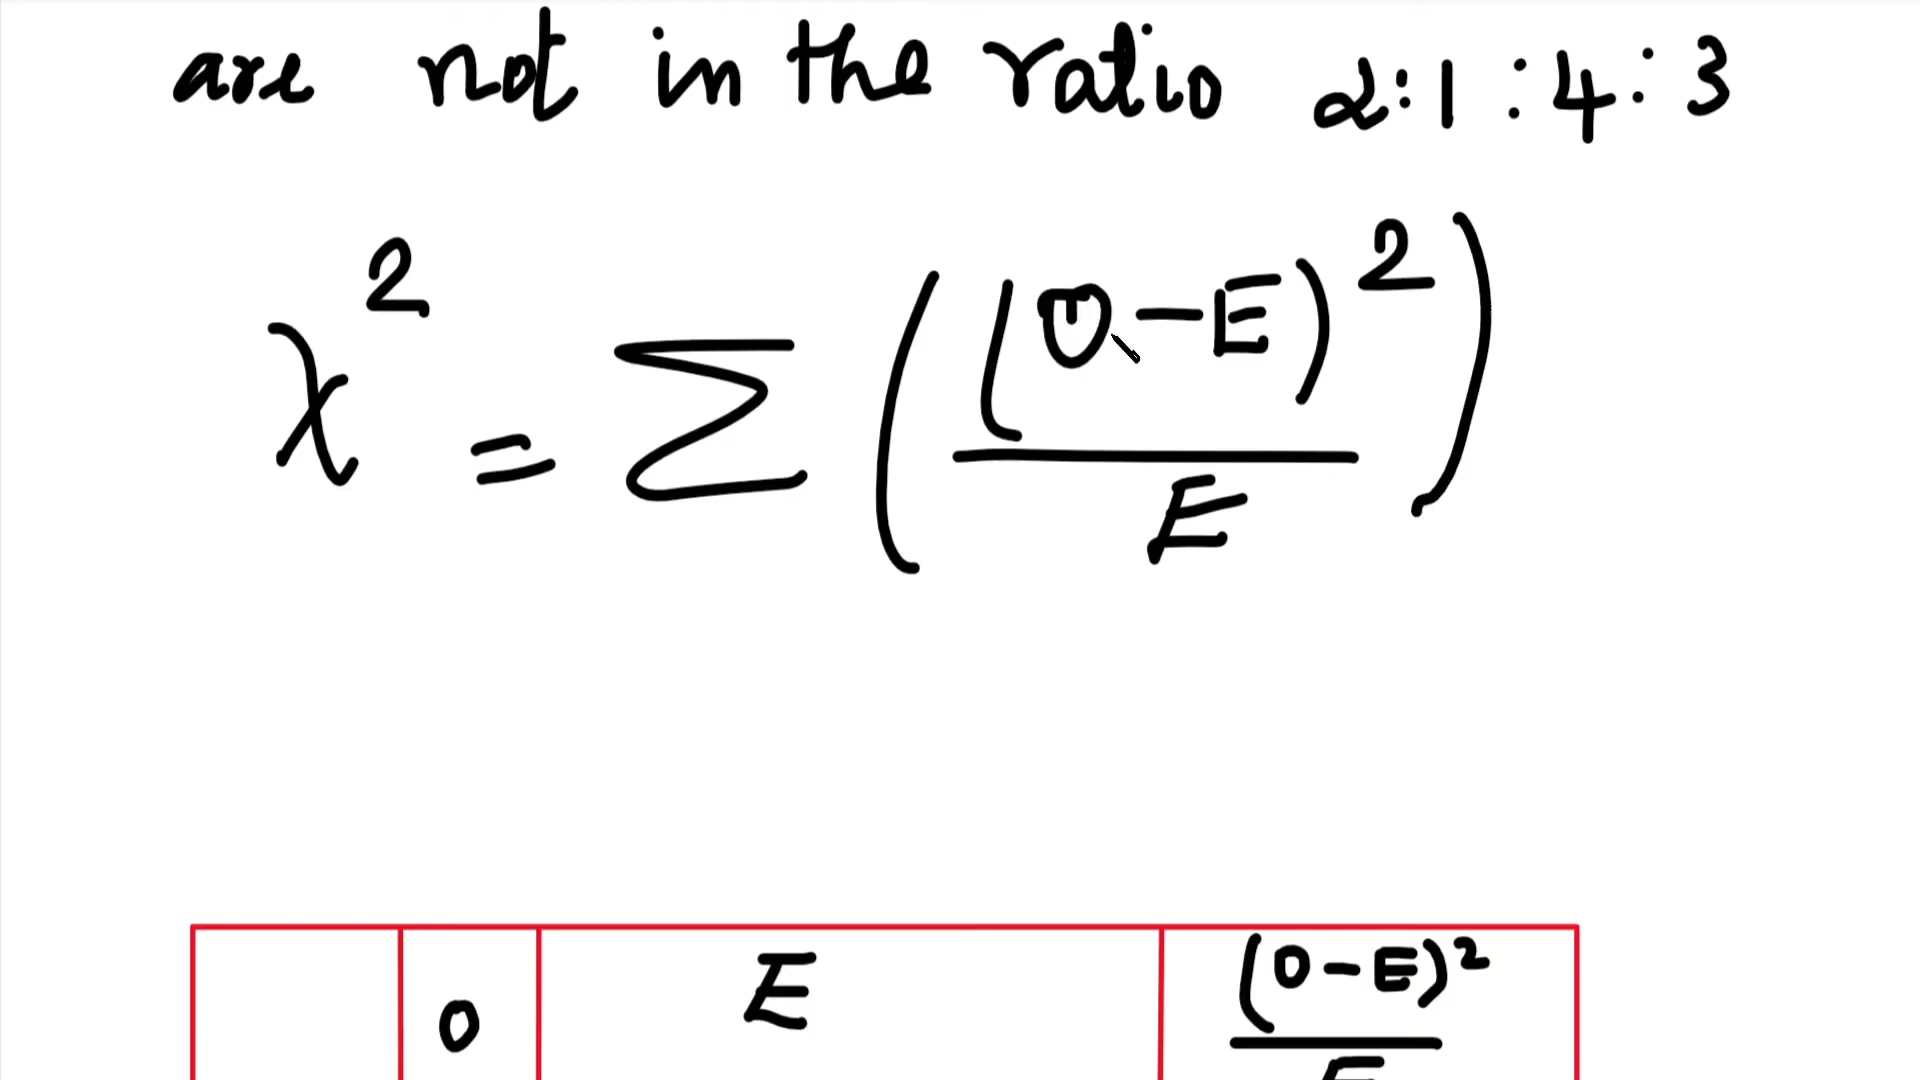 are not in the ratio 2:1:4:3
χ² = Σ ( (O-E)² / E )
O E (O-E)² / E